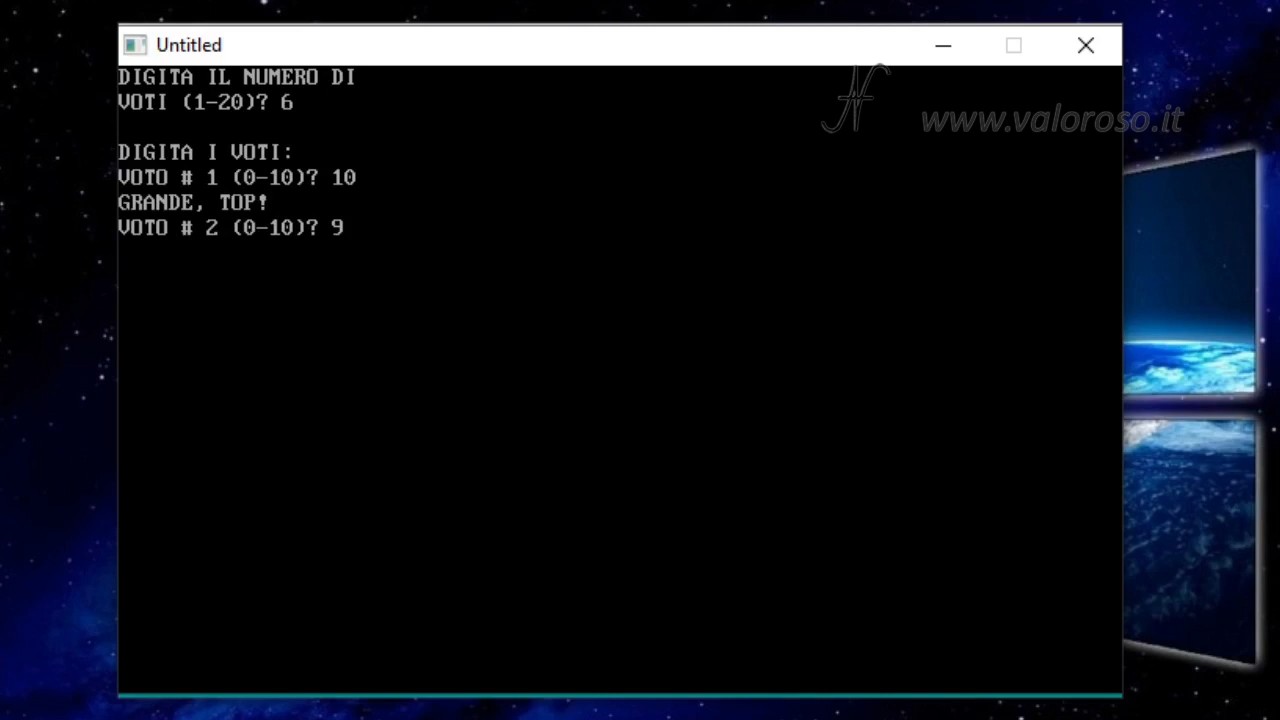 Untitled
DIGITA IL NUMERO DI
VOTI (1-20)? 6
www.valoroso.it
DIGITA I VOTI:
VOTO # 1 (0-10)? 10
GRANDE, TOP!
VOTO # 2 (0-10)? 9